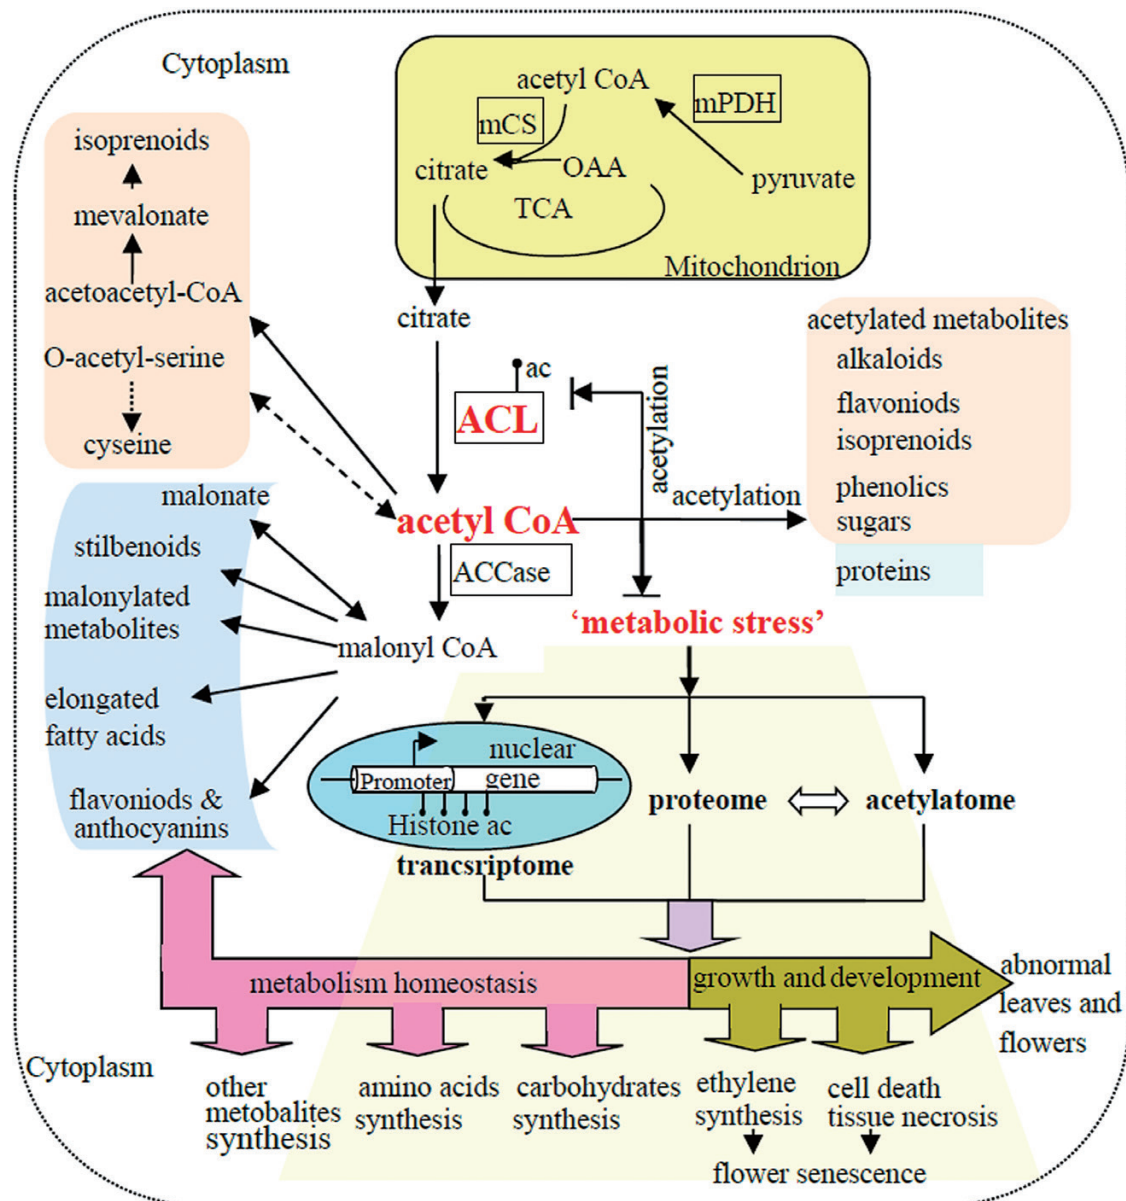 Cytoplasm
acetyl CoA
mPDH
mCS
citrate
OAA
pyruvate
TCA
Mitochondrion
isoprenoids
mevalonate
acetoacetyl-CoA
O-acetyl-serine
cyseine
citrate
ac
ACL
acetylation
acetylation
acetyl CoA
ACCase
acetylated metabolites
alkaloids
flavoniods
isoprenoids
phenolics
sugars
proteins
malonate
stilbenoids
malonylated
metabolites
elongated
fatty acids
flavoniods &
anthocyanins
malonyl CoA
‘metabolic stress’
nuclear
Promoter
gene
Histone ac
trancsriptome
proteome
acetylatome
metabolism homeostasis
growth and development
abnormal
leaves and
flowers
Cytoplasm
other
metobalites
synthesis
amino acids
synthesis
carbohydrates
synthesis
ethylene
synthesis
cell death
tissue necrosis
flower senescence